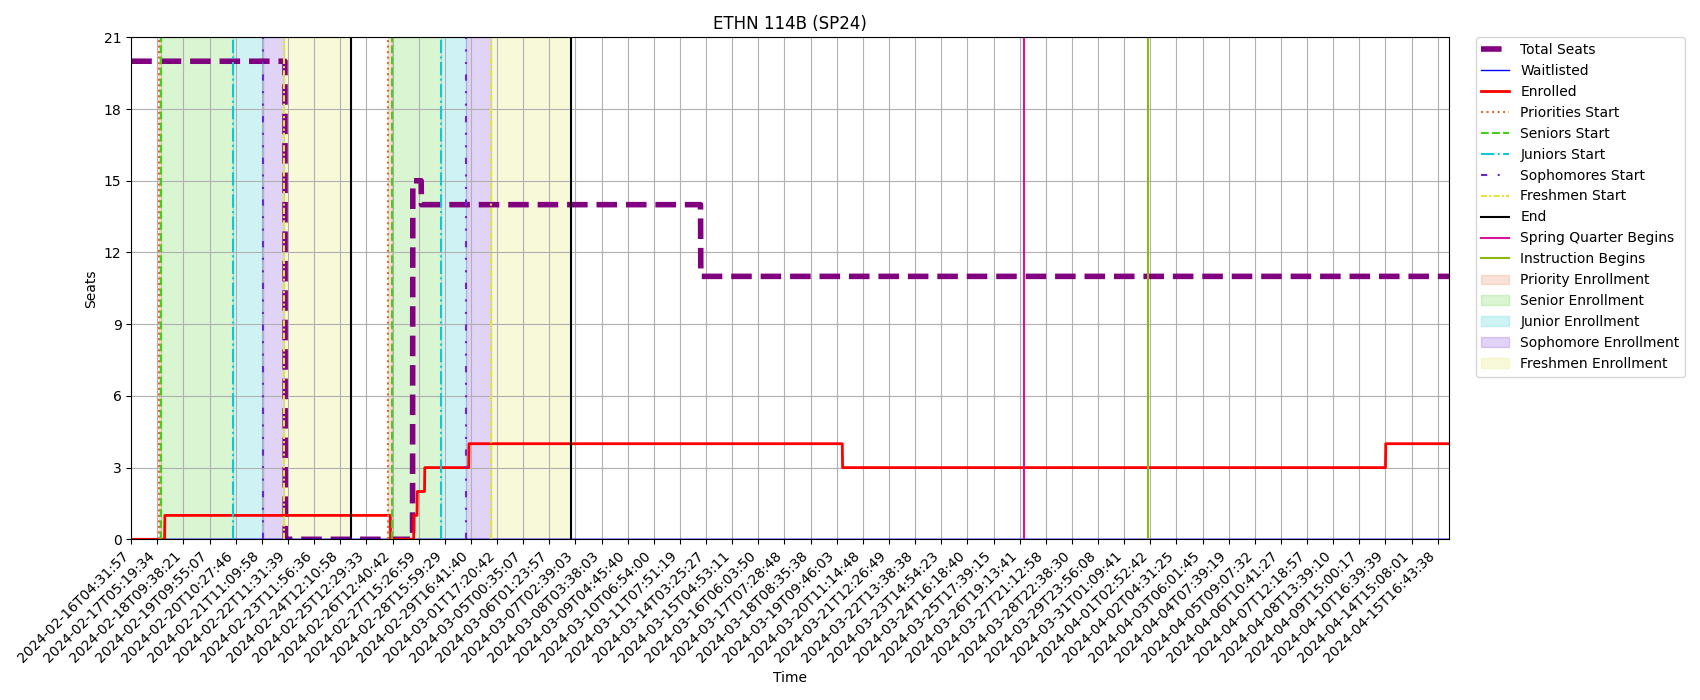 ETHN 114B (SP24)
21
18
15
12
9
6
3
0
Seats
2024-02-16T04:31:57
2024-02-17T05:19:34
2024-02-18T09:38:21
2024-02-19T09:55:07
2024-02-20T10:27:46
2024-02-21T11:09:58
2024-02-22T11:31:39
2024-02-23T11:56:36
2024-02-24T12:10:58
2024-02-25T12:29:33
2024-02-26T12:40:42
2024-02-27T15:26:59
2024-02-28T15:59:29
2024-02-29T16:41:40
2024-03-01T17:20:42
2024-03-05T00:35:07
2024-03-06T01:23:57
2024-03-07T02:39:03
2024-03-08T03:38:03
2024-03-09T04:45:40
2024-03-10T06:54:00
2024-03-11T07:51:19
2024-03-14T03:25:27
2024-03-15T04:53:11
2024-03-16T06:03:50
2024-03-17T07:28:48
2024-03-18T08:35:38
2024-03-19T09:46:03
2024-03-20T11:14:48
2024-03-21T12:26:49
2024-03-22T13:38:38
2024-03-23T14:54:23
2024-03-24T16:18:40
2024-03-25T17:39:15
2024-03-26T19:13:41
2024-03-27T21:12:58
2024-03-28T22:38:30
2024-03-29T23:56:08
2024-03-31T01:09:41
2024-04-01T02:52:42
2024-04-02T04:31:25
2024-04-03T06:01:45
2024-04-04T07:39:19
2024-04-05T09:07:32
2024-04-06T10:41:27
2024-04-07T12:18:57
2024-04-08T13:39:10
2024-04-09T15:00:17
2024-04-10T16:39:39
2024-04-14T15:08:01
2024-04-15T16:43:38
Time
Total Seats
Waitlisted
Enrolled
Priorities Start
Seniors Start
Juniors Start
Sophomores Start
Freshmen Start
End
Spring Quarter Begins
Instruction Begins
Priority Enrollment
Senior Enrollment
Junior Enrollment
Sophomore Enrollment
Freshmen Enrollment